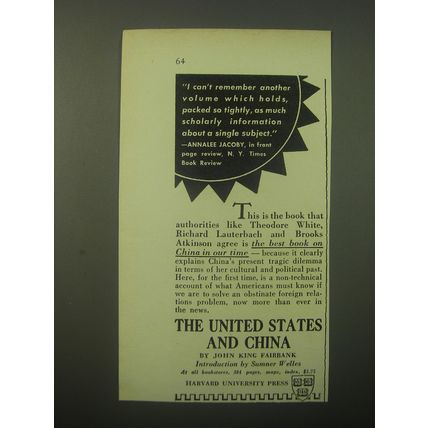 64
"I can't remember another
volume which holds,
packed so tightly, as much
scholarly information
about a single subject."
—ANNALEE JACOBY, in front
page review, N. Y. Times
Book Review
This is the book that
authorities like Theodore White,
Richard Lauterbach and Brooks
Atkinson agree is the best book on
China in our time — because it clearly
explains China's present tragic dilemma
in terms of her cultural and political past.
Here, for the first time, is a non-technical
account of what Americans must know if
we are to solve an obstinate foreign rela-
tions problem, now more than ever in
the news.
THE UNITED STATES
AND CHINA
BY JOHN KING FAIRBANK
Introduction by Sumner Welles
At all bookstores, 384 pages, maps, index, $3.75
HARVARD UNIVERSITY PRESS